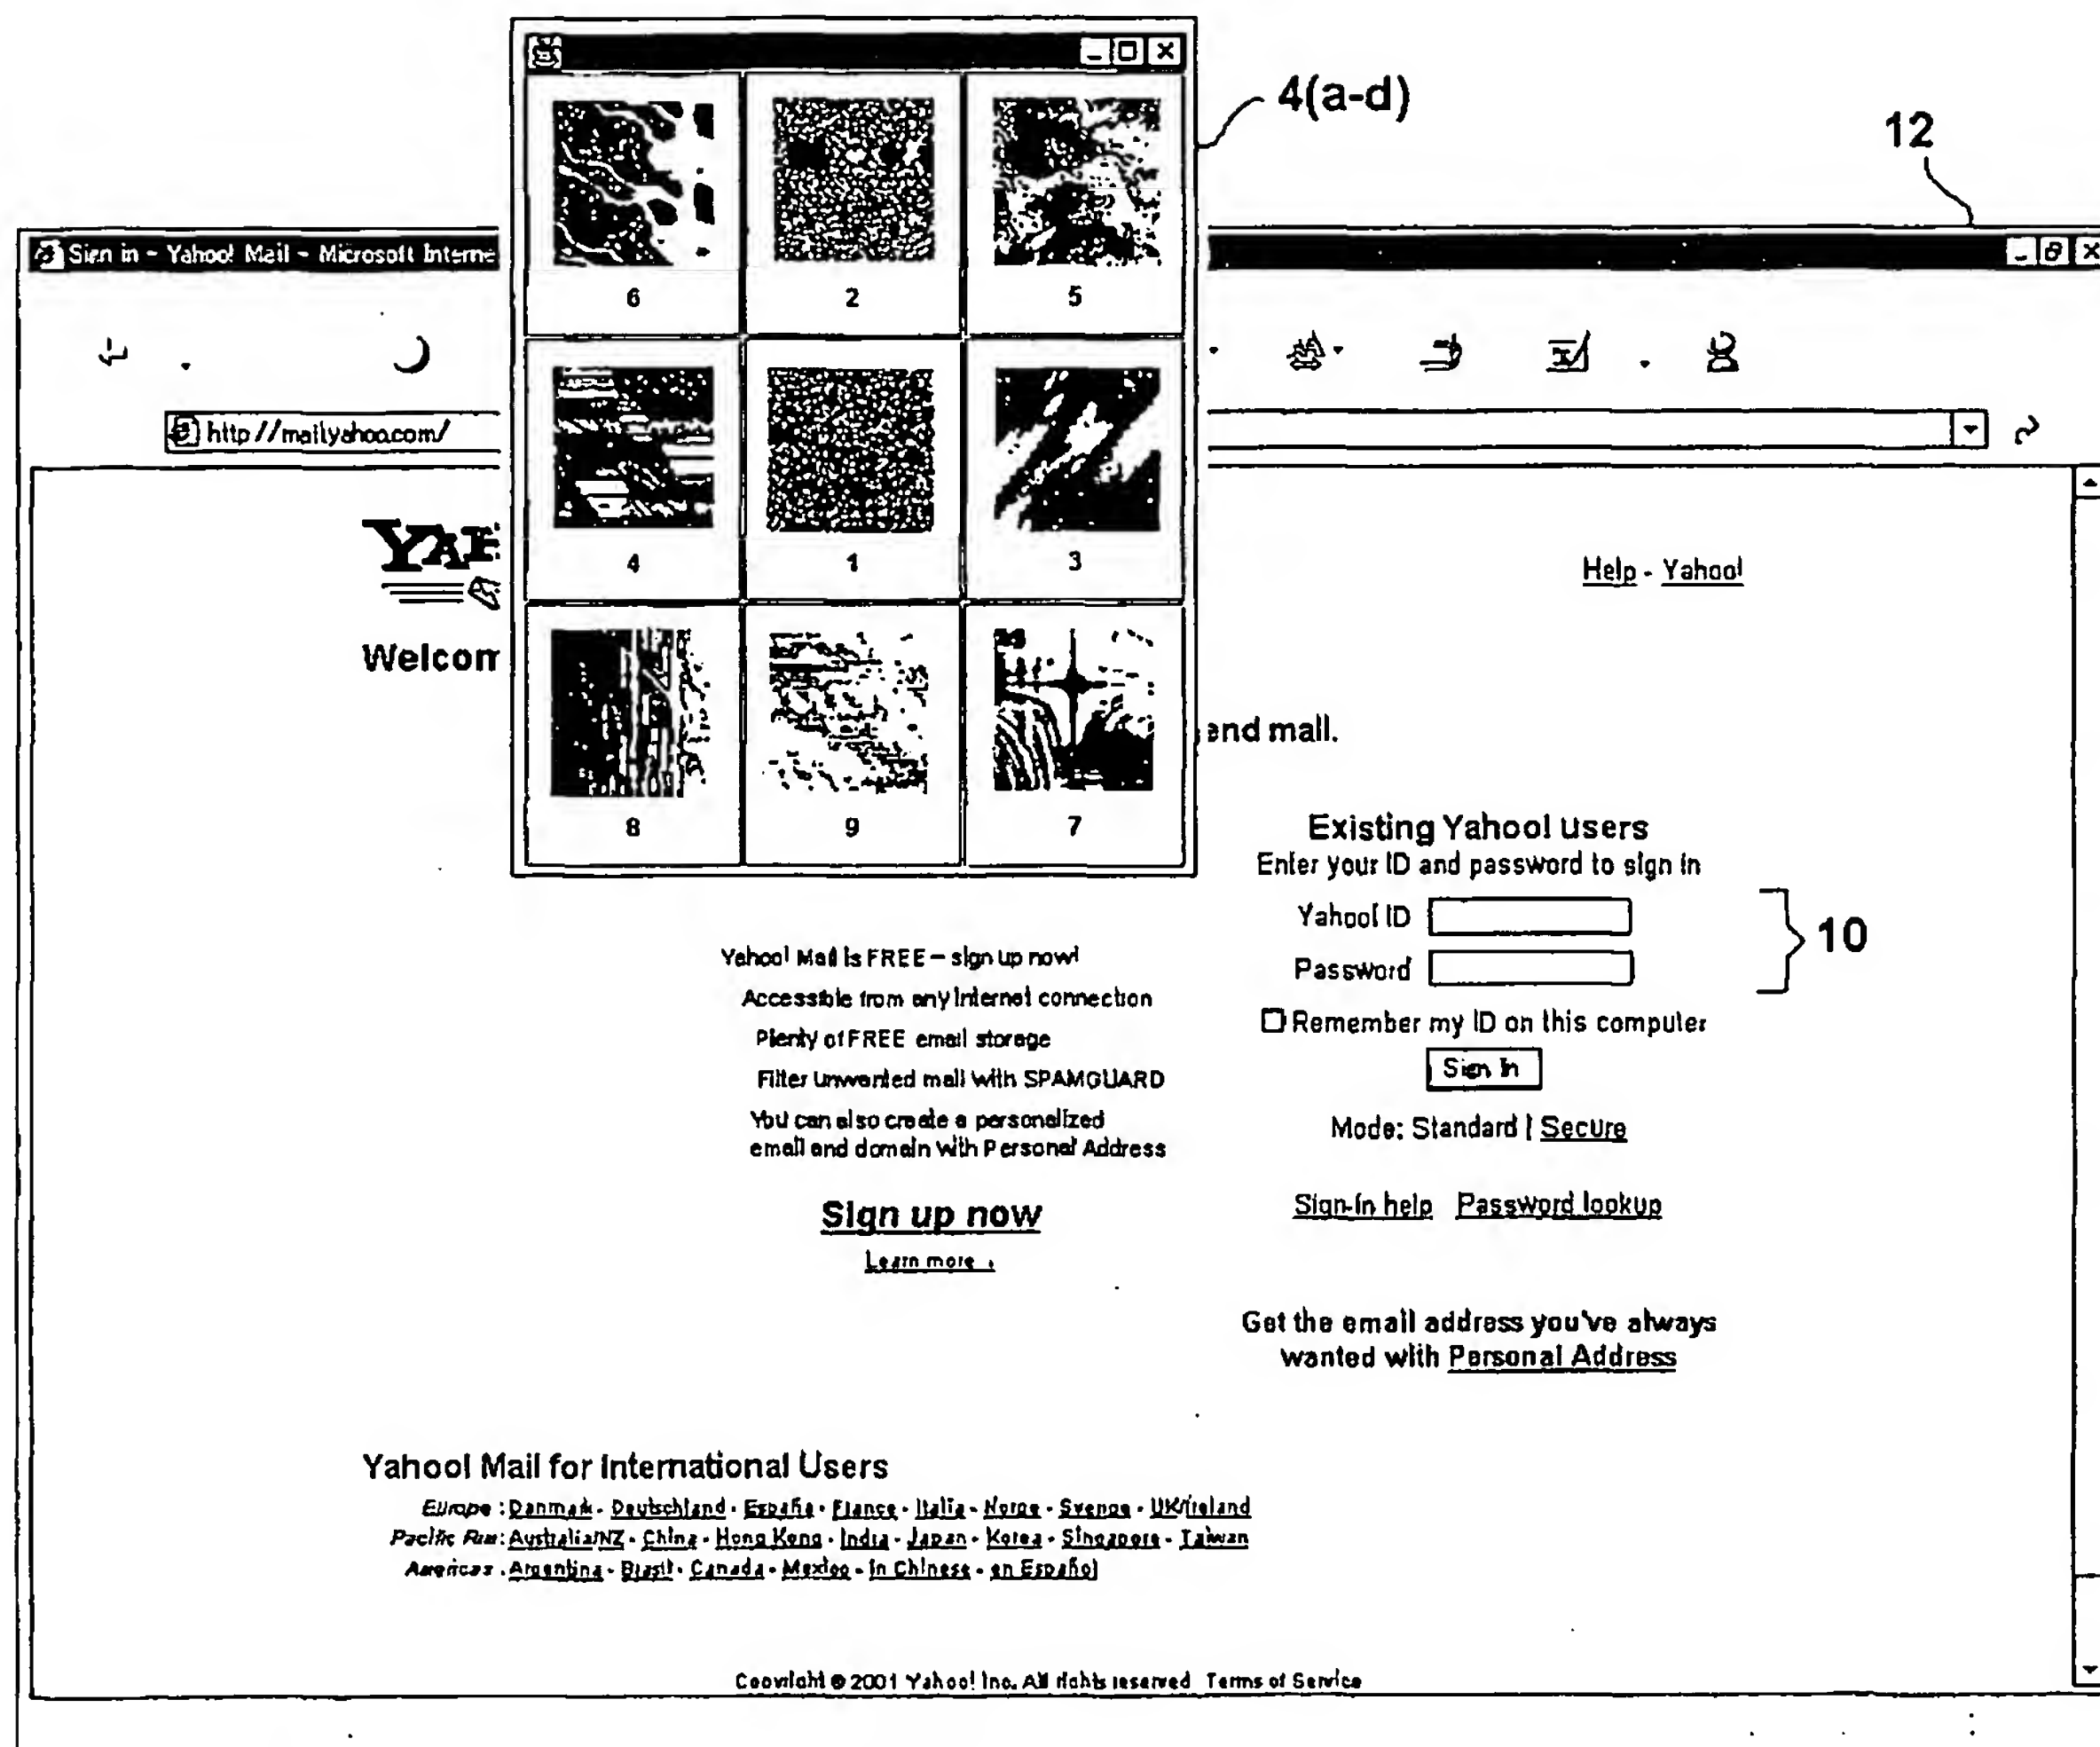 4(a-d)
12
Sign in - Yahoo! Mail - Microsoft Interne
6 2 5
http://mail.yahoo.com/
4 1 3
YAH
Help - Yahoo!
Welcom
end mail.
8 9 7
Existing Yahoo! users
Enter your ID and password to sign in
Yahoo! ID
10
Password
Remember my ID on this computer
Sign In
Mode: Standard | Secure
Sign-in help Password lookup
Yahoo! Mail is FREE – sign up now!
Accessible from any Internet connection
Plenty of FREE email storage
Filter unwanted mail with SPAMGUARD
You can also create a personalized
email and domain with Personal Address
Sign up now
Learn more
Get the email address you've always
wanted with Personal Address
Yahoo! Mail for International Users
Europe : Danmark - Deutschland - España - France - Italia - Norge - Sverige - UK/Ireland
Pacific Rim : Australia/NZ - China - Hong Kong - India - Japan - Korea - Singapore - Taiwan
Americas : Argentina - Brasil - Canada - Mexico - in Chinese - en Español
Copyright © 2001 Yahoo! Inc. All rights reserved Terms of Service